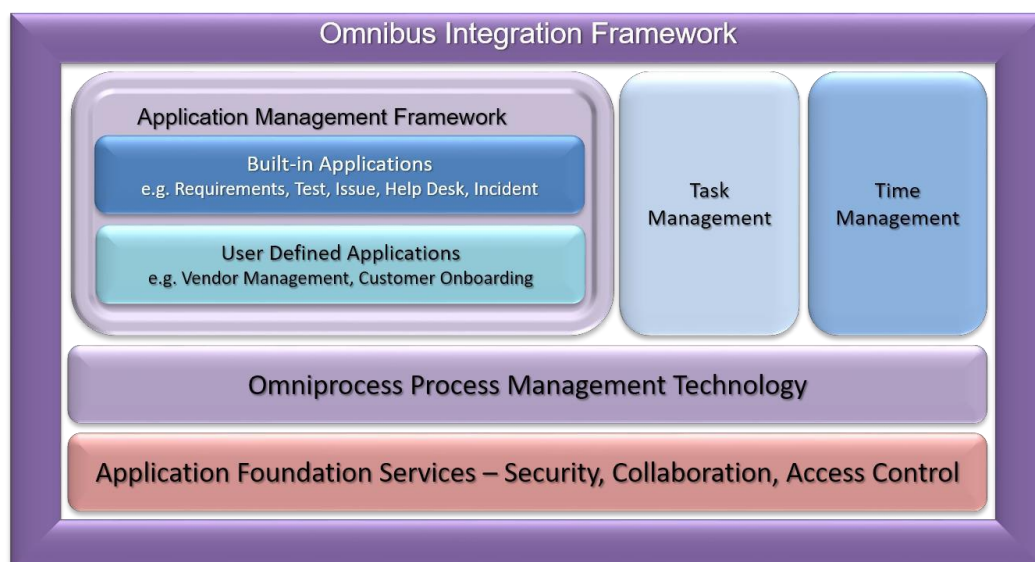 Omnibus Integration Framework
Application Management Framework
Built-in Applications
e.g. Requirements, Test, Issue, Help Desk, Incident
User Defined Applications
e.g. Vendor Management, Customer Onboarding
Task
Management
Time
Management
Omniprocess Process Management Technology
Application Foundation Services – Security, Collaboration, Access Control